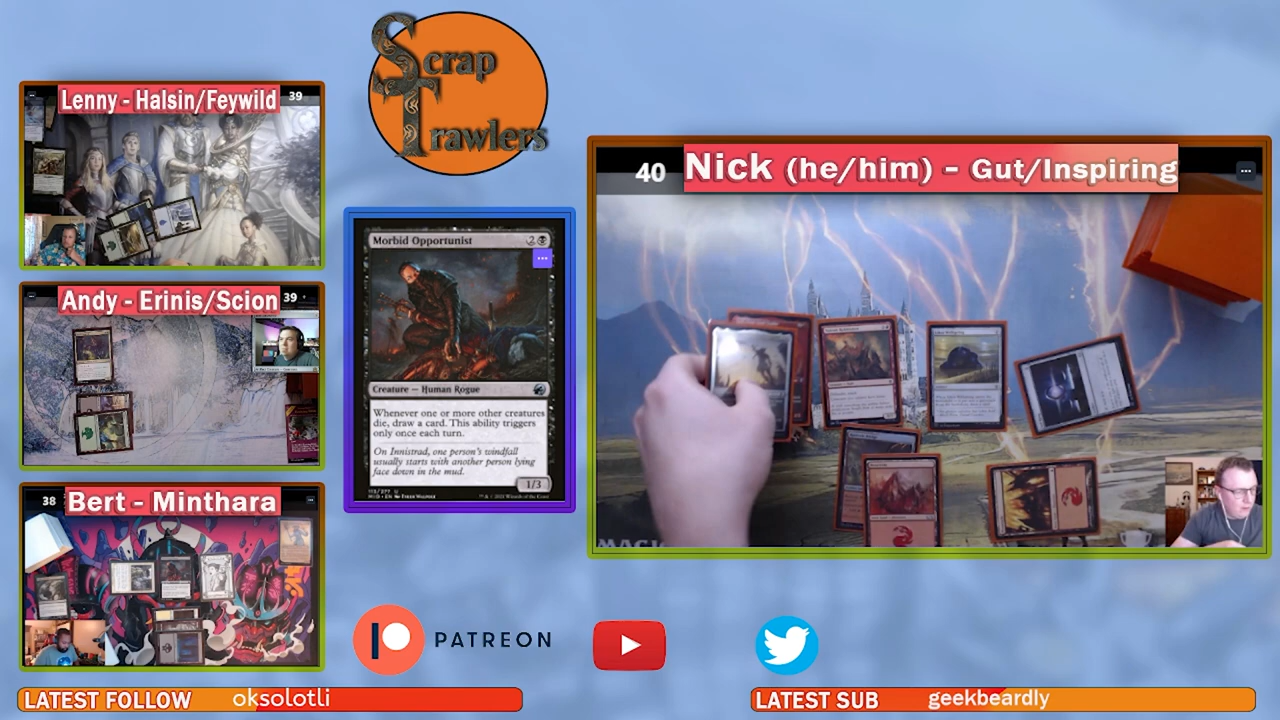 Scrap
Trawlers
Lenny - Halsin/Feywild
39
Andy - Erinis/Scion
39
38
Bert - Minthara
Morbid Opportunist
2
Creature — Human Rogue
Whenever one or more other creatures
die, draw a card. This ability triggers
only once each turn.
On Innistrad, one person's windfall
usually starts with another person lying
face down in the mud.
1/3
40
Nick (he/him) - Gut/Inspiring
PATREON
LATEST FOLLOW
oksolotli
LATEST SUB
geekbeardly